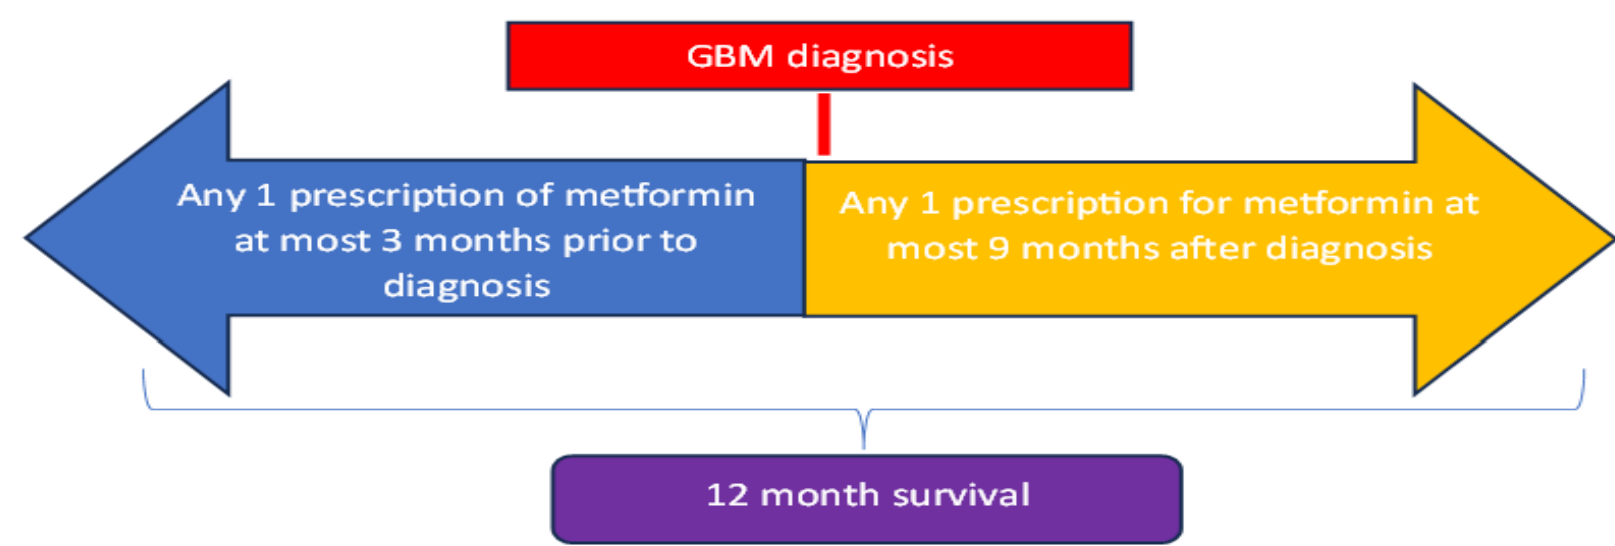 GBM diagnosis
Any 1 prescription of metformin
at most 3 months prior to
diagnosis
Any 1 prescription for metformin at
most 9 months after diagnosis
12 month survival